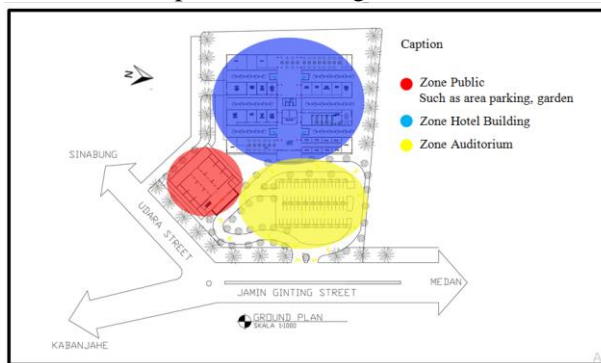 Caption
Zone Public
Such as area parking, garden
Zone Hotel Building
Zone Auditorium
N
SINABUNG
UDARA STREET
MEDAN
JAMIN GINTING STREET
KABANJAHE
GROUND PLAN
SKALA 1:1000